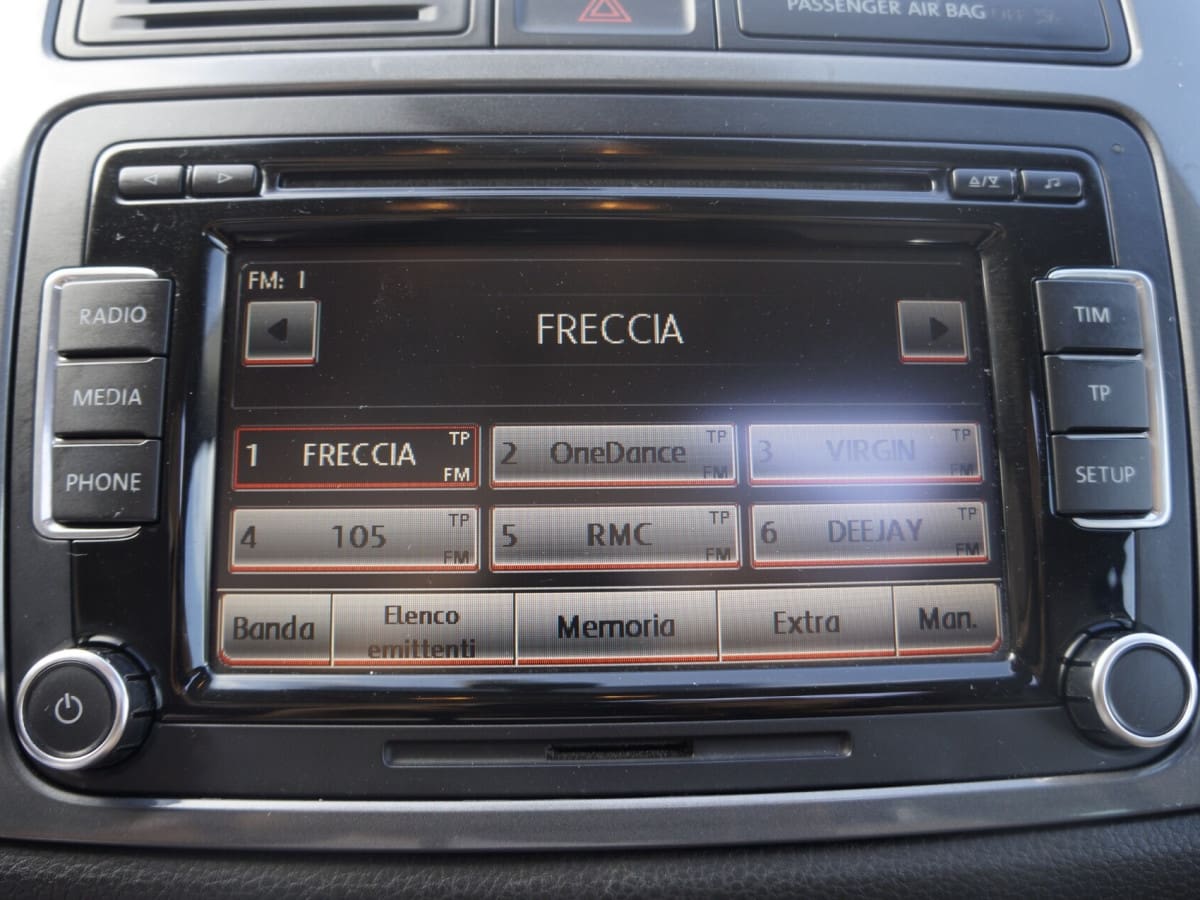 PASSENGER AIR BAG OFF
RADIO
MEDIA
PHONE
TIM
TP
SETUP
FM: 1
FRECCIA
1 FRECCIA TP FM
2 OneDance TP FM
3 VIRGIN TP FM
4 105 TP FM
5 RMC TP FM
6 DEEJAY TP FM
Banda
Elenco
emittenti
Memoria
Extra
Man.